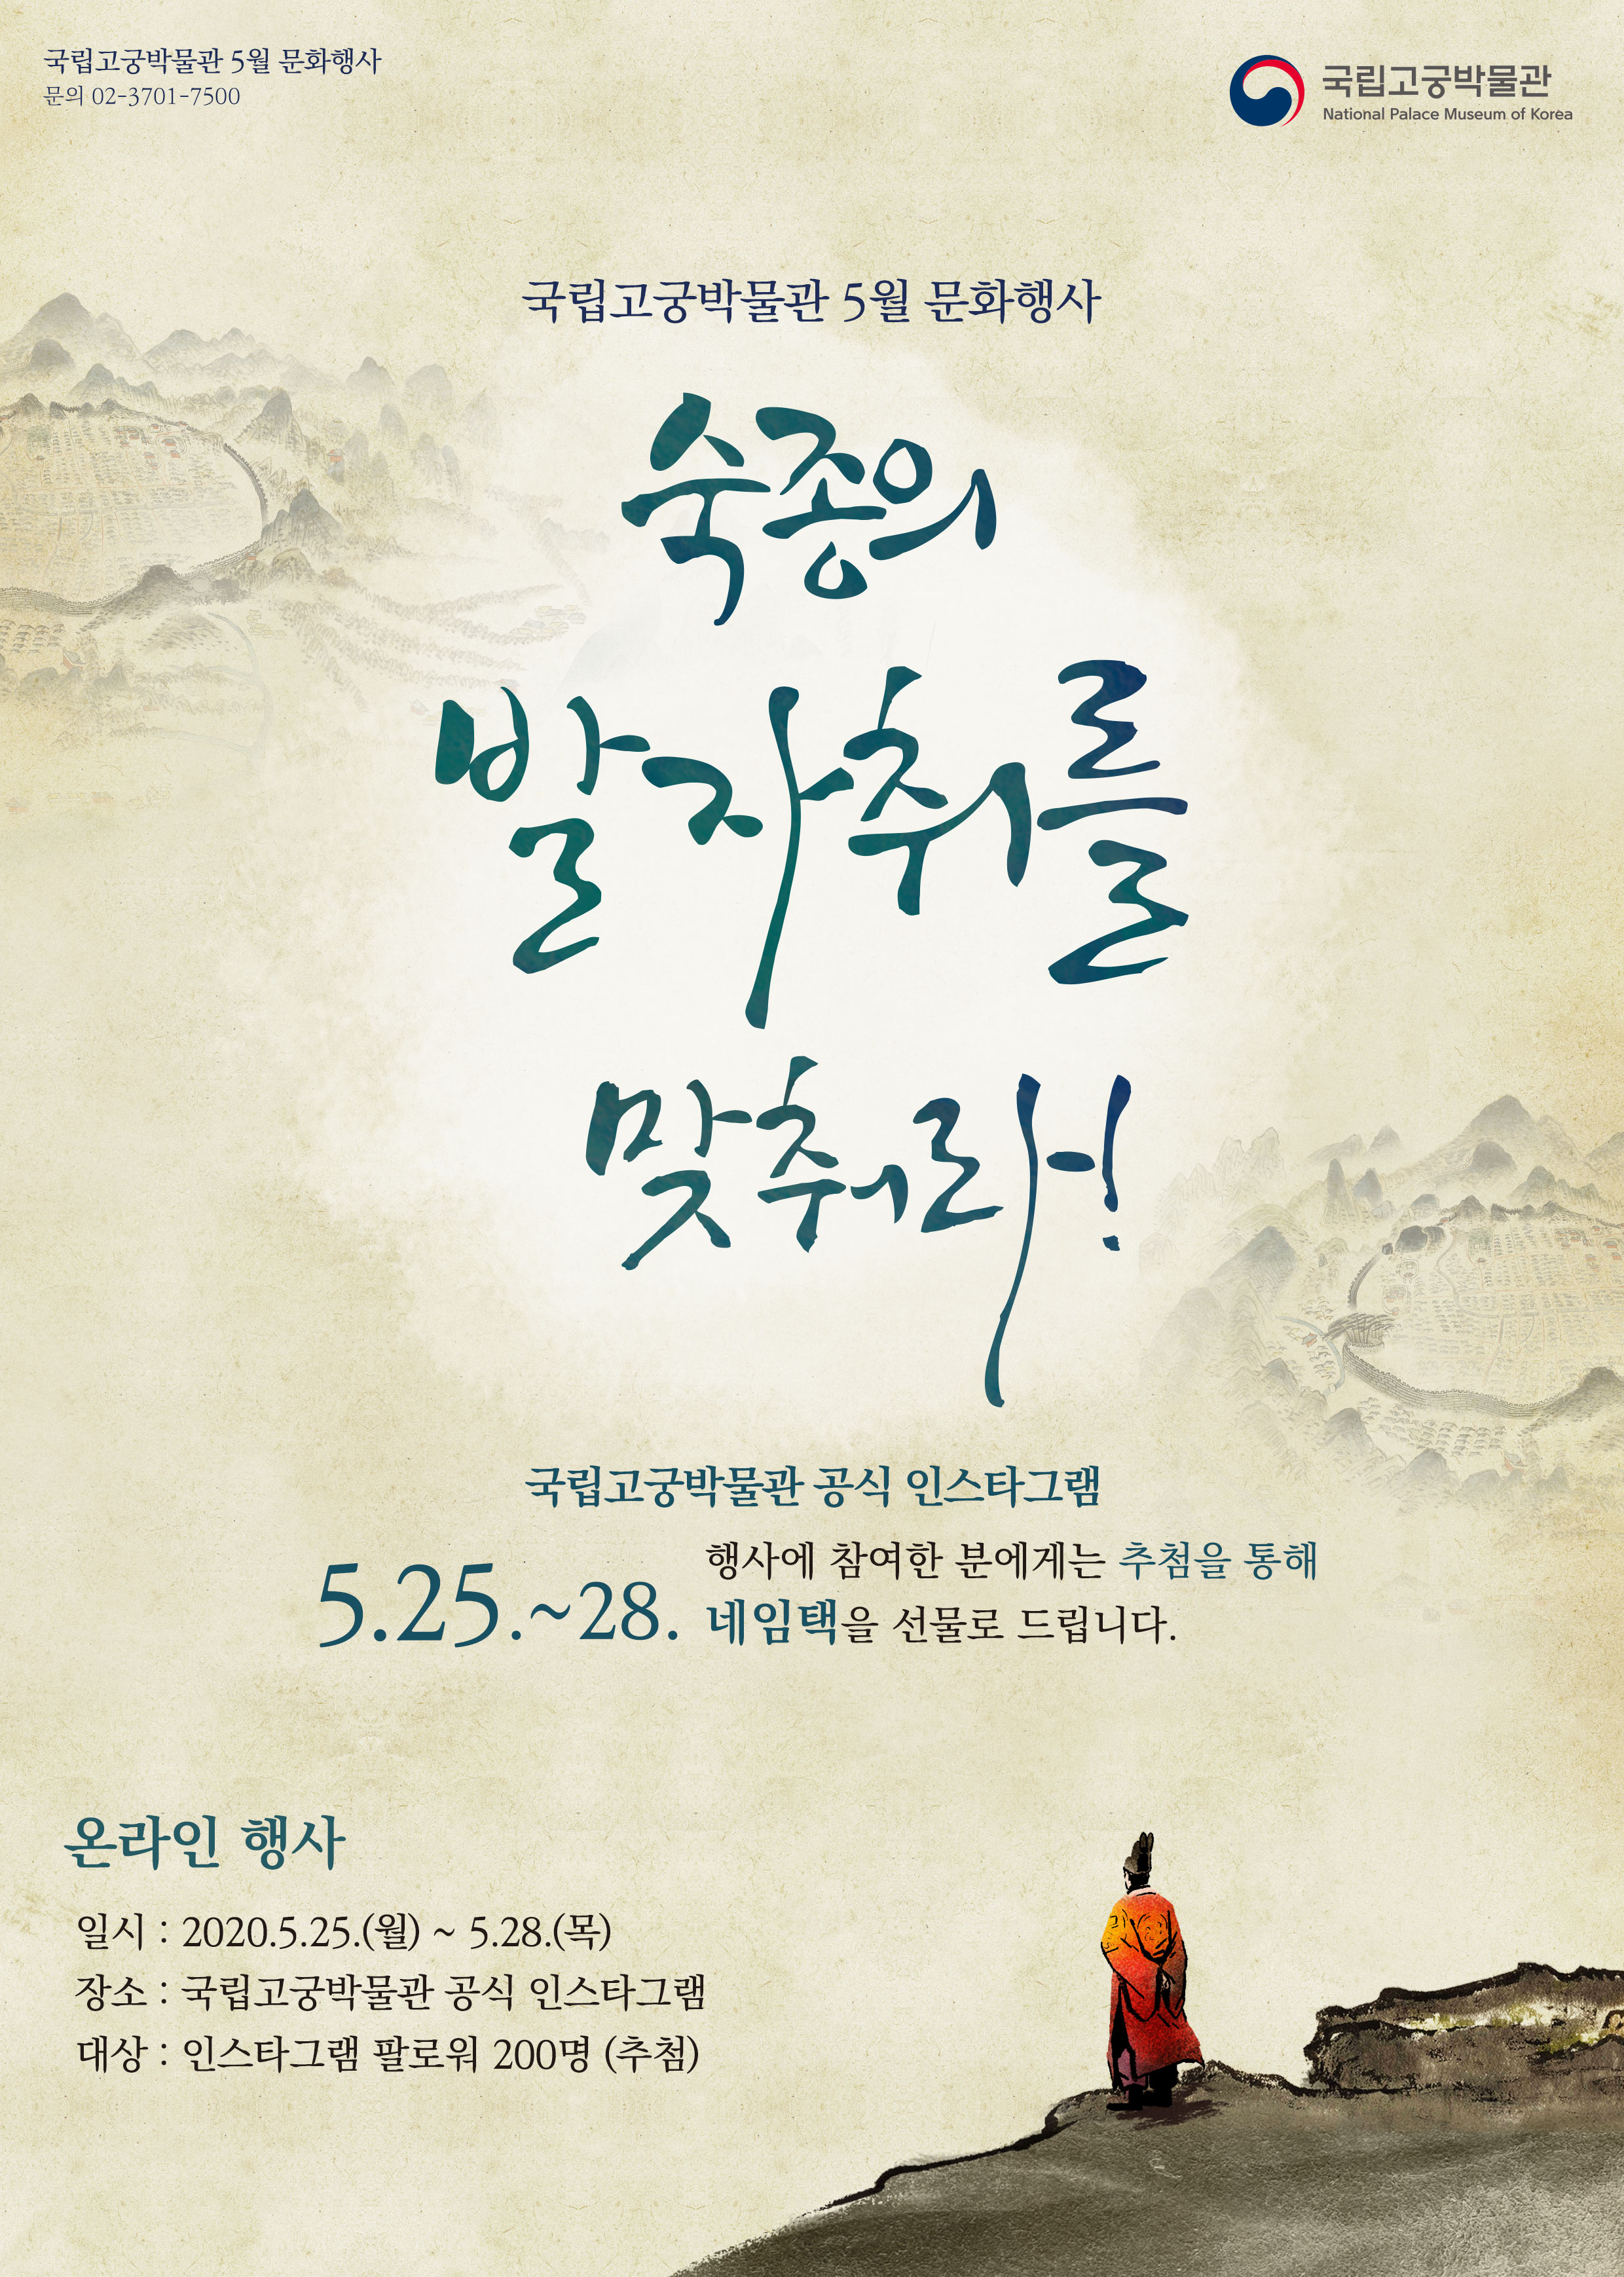 국립고궁박물관 5월 문화행사
문의 02-3701-7500
국립고궁박물관
National Palace Museum of Korea
국립고궁박물관 5월 문화행사
숙종의
발자취를
맞춰라!
국립고궁박물관 공식 인스타그램
5.25.~28.
행사에 참여한 분에게는 추첨을 통해
네임택을 선물로 드립니다.
온라인 행사
일시 : 2020.5.25.(월) ~ 5.28.(목)
장소 : 국립고궁박물관 공식 인스타그램
대상 : 인스타그램 팔로워 200명 (추첨)